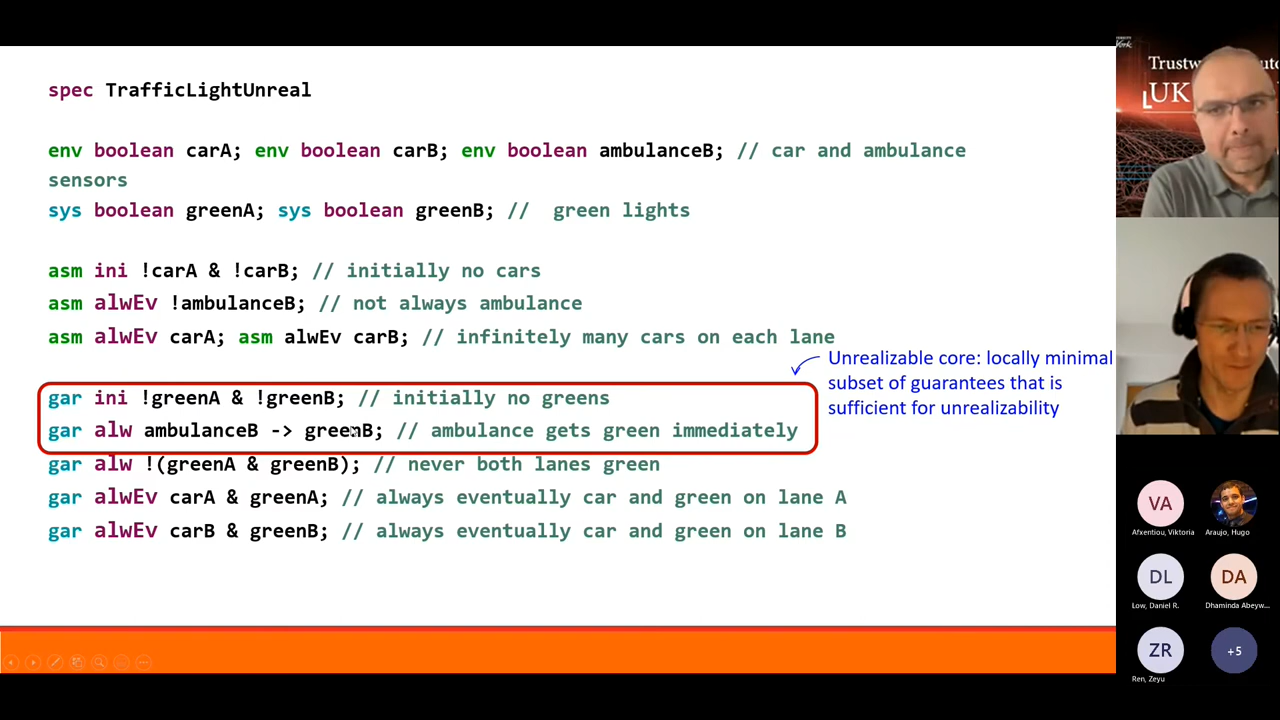 spec TrafficLightUnreal
env boolean carA; env boolean carB; env boolean ambulanceB; // car and ambulance
sensors
sys boolean greenA; sys boolean greenB; // green lights
asm ini !carA & !carB; // initially no cars
asm alwEv !ambulanceB; // not always ambulance
asm alwEv carA; asm alwEv carB; // infinitely many cars on each lane
Unrealizable core: locally minimal
subset of guarantees that is
sufficient for unrealizability
gar ini !greenA & !greenB; // initially no greens
gar alw ambulanceB -> greenB; // ambulance gets green immediately
gar alw !(greenA & greenB); // never both lanes green
gar alwEv carA & greenA; // always eventually car and green on lane A
gar alwEv carB & greenB; // always eventually car and green on lane B
UK
VA
Afxentiou, Viktoria
Araujo, Hugo
DL
DA
Low, Daniel R.
Dhaminda Abeyw...
ZR
+5
Ren, Zeyu